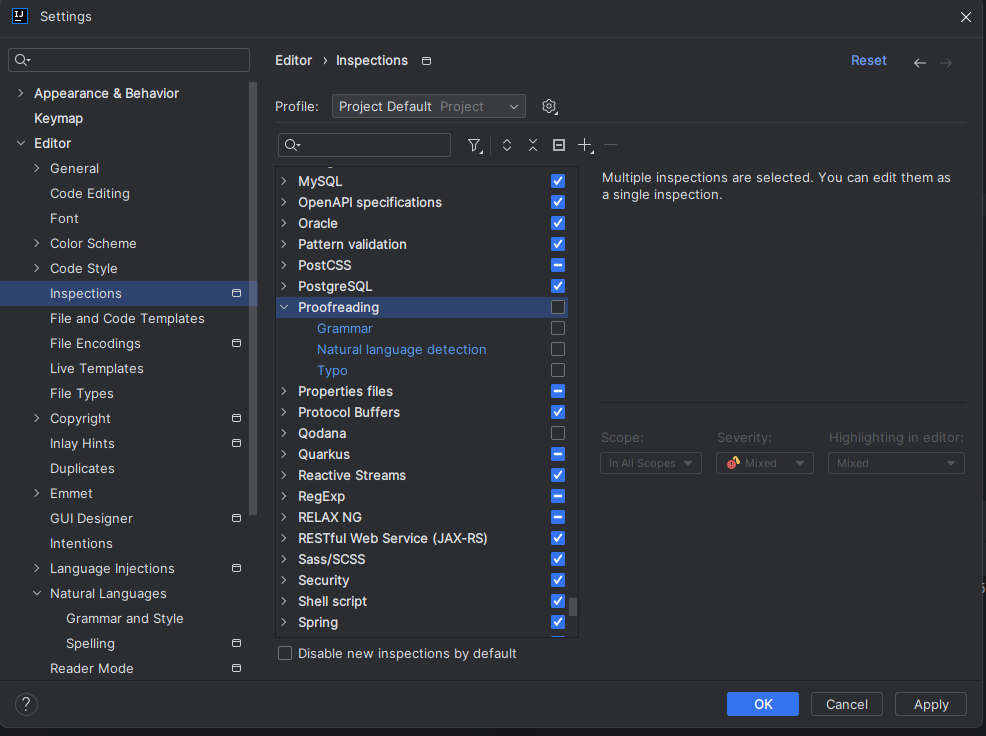 Settings
Editor › Inspections
Reset
Appearance & Behavior
Keymap
Editor
General
Code Editing
Font
Color Scheme
Code Style
Inspections
File and Code Templates
File Encodings
Live Templates
File Types
Copyright
Inlay Hints
Duplicates
Emmet
GUI Designer
Intentions
Language Injections
Natural Languages
Grammar and Style
Spelling
Reader Mode
Profile: Project Default Project
MySQL
OpenAPI specifications
Oracle
Pattern validation
PostCSS
PostgreSQL
Proofreading
Grammar
Natural language detection
Typo
Properties files
Protocol Buffers
Qodana
Quarkus
Reactive Streams
RegExp
RELAX NG
RESTful Web Service (JAX-RS)
Sass/SCSS
Security
Shell script
Spring
Disable new inspections by default
Multiple inspections are selected. You can edit them as
a single inspection.
Scope: Severity: Highlighting in editor:
In All Scopes Mixed Mixed
? OK Cancel Apply